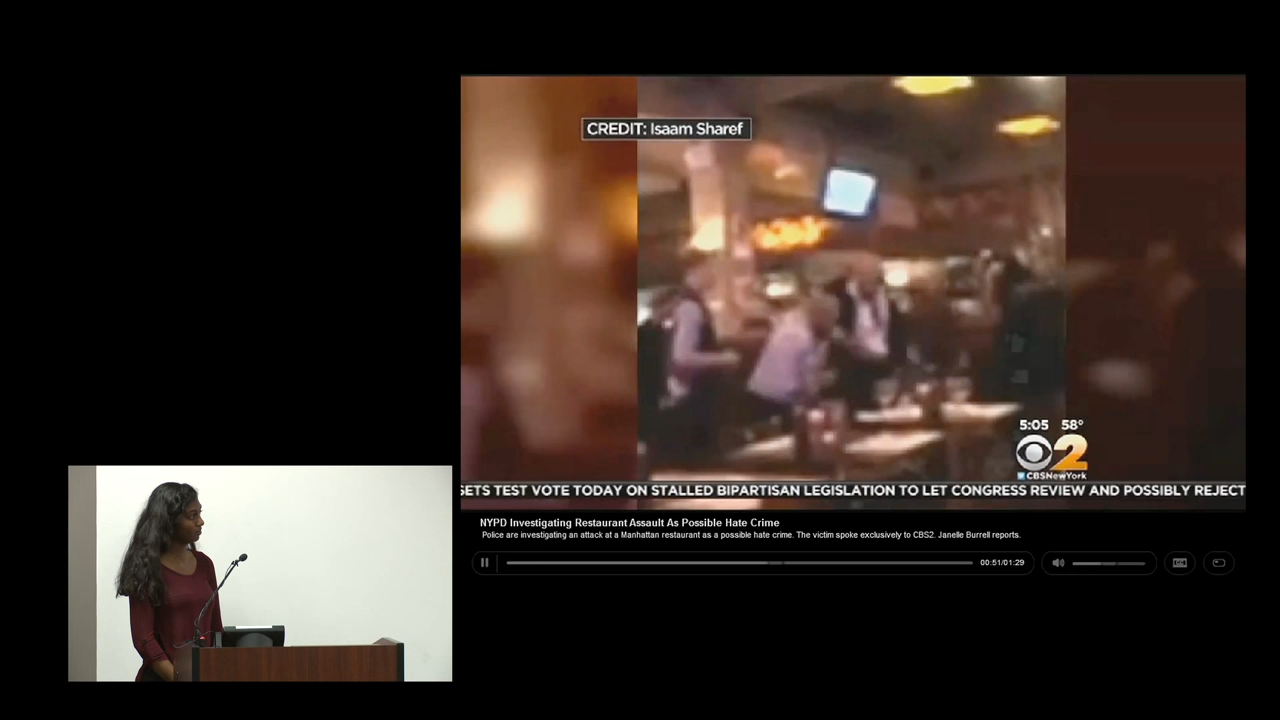 CREDIT: Isaam Sharef
5:05 58°
2
CBSNewYork
SETS TEST VOTE TODAY ON STALLED BIPARTISAN LEGISLATION TO LET CONGRESS REVIEW AND POSSIBLY REJECT
NYPD Investigating Restaurant Assault As Possible Hate Crime
Police are investigating an attack at a Manhattan restaurant as a possible hate crime. The victim spoke exclusively to CBS2. Janelle Burrell reports.
00:51/01:29
CC